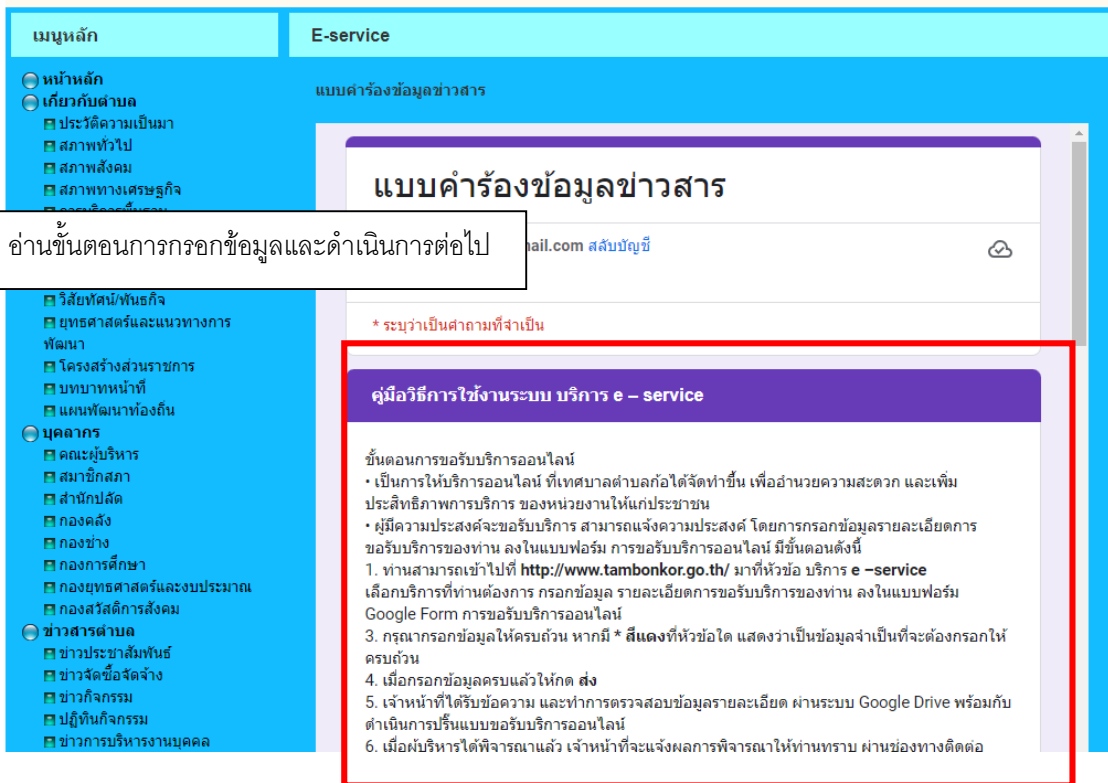 เมนูหลัก
E-service
หน้าหลัก
เกี่ยวกับตำบล
ประวัติความเป็นมา
สภาพทั่วไป
สภาพสังคม
สภาพทางเศรษฐกิจ
อ่านขั้นตอนการกรอกข้อมูลและดำเนินการต่อไป
วิสัยทัศน์/พันธกิจ
ยุทธศาสตร์และแนวทางการ
พัฒนา
โครงสร้างส่วนราชการ
บทบาทหน้าที่
แผนพัฒนาท้องถิ่น
บุคลากร
คณะผู้บริหาร
สมาชิกสภา
สำนักปลัด
กองคลัง
กองช่าง
กองการศึกษา
กองยุทธศาสตร์และงบประมาณ
กองสวัสดิการสังคม
ข่าวสารตำบล
ข่าวประชาสัมพันธ์
ข่าวจัดซื้อจัดจ้าง
ข่าวกิจกรรม
ปฏิทินกิจกรรม
ข่าวการบริหารงานบุคคล
แบบคำร้องข้อมูลข่าวสาร
แบบคำร้องข้อมูลข่าวสาร
ail.com สลับบัญชี
* ระบุว่าเป็นคำถามที่จำเป็น
คู่มือวิธีการใช้งานระบบ บริการ e – service
ขั้นตอนการขอรับบริการออนไลน์
• เป็นการให้บริการออนไลน์ ที่เทศบาลตำบลก้อได้จัดทำขึ้น เพื่ออำนวยความสะดวก และเพิ่ม
ประสิทธิภาพการบริการ ของหน่วยงานให้แก่ประชาชน
• ผู้มีความประสงค์จะขอรับบริการ สามารถแจ้งความประสงค์ โดยการกรอกข้อมูลรายละเอียดการ
ขอรับบริการของท่าน ลงในแบบฟอร์ม การขอรับบริการออนไลน์ มีขั้นตอนดังนี้
1. ท่านสามารถเข้าไปที่ http://www.tambonkor.go.th/ มาที่หัวข้อ บริการ e –service
เลือกบริการที่ท่านต้องการ กรอกข้อมูล รายละเอียดการขอรับบริการของท่าน ลงในแบบฟอร์ม
Google Form การขอรับบริการออนไลน์
3. กรุณากรอกข้อมูลให้ครบถ้วน หากมี * สีแดงที่หัวข้อใด แสดงว่าเป็นข้อมูลจำเป็นที่จะต้องกรอกให้
ครบถ้วน
4. เมื่อกรอกข้อมูลครบแล้วให้กด ส่ง
5. เจ้าหน้าที่ได้รับข้อความ และทำการตรวจสอบข้อมูลรายละเอียด ผ่านระบบ Google Drive พร้อมกับ
ดำเนินการปริ๊นแบบขอรับบริการออนไลน์
6. เมื่อผู้บริหารได้พิจารณาแล้ว เจ้าหน้าที่จะแจ้งผลการพิจารณาให้ท่านทราบ ผ่านช่องทางติดต่อ